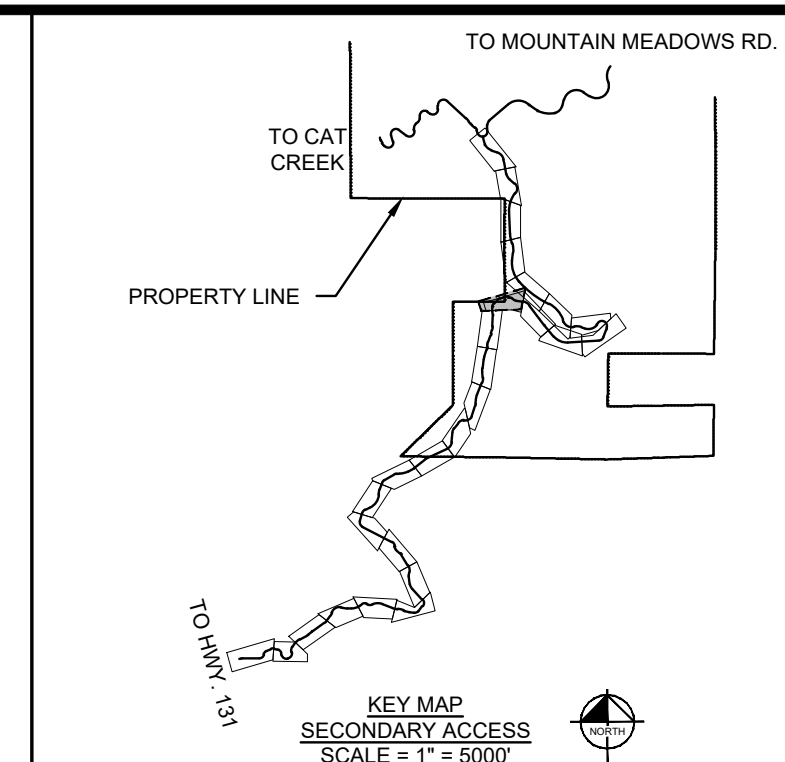 TO MOUNTAIN MEADOWS RD.
TO CAT
CREEK
PROPERTY LINE
TO HWY. 131
KEY MAP
SECONDARY ACCESS
SCALE = 1" = 5000'
NORTH